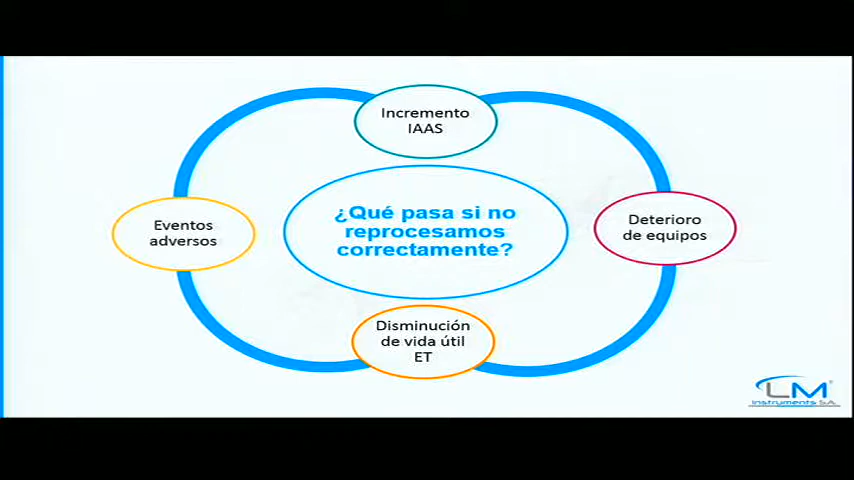 Incremento
IAAS
¿Qué pasa si no
reprocesamos
correctamente?
Eventos
adversos
Deterioro
de equipos
Disminución
de vida útil
ET
LM
Instruments S.A.